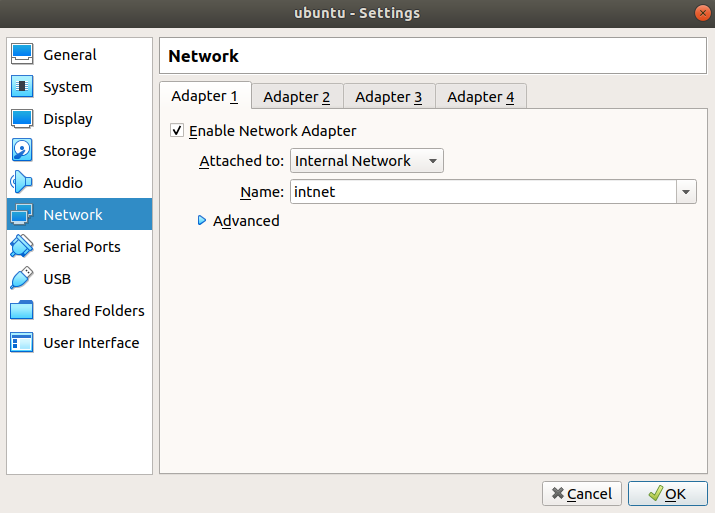 ubuntu - Settings
General
System
Display
Storage
Audio
Network
Serial Ports
USB
Shared Folders
User Interface
Network
Adapter 1 Adapter 2 Adapter 3 Adapter 4
Enable Network Adapter
Attached to: Internal Network
Name: intnet
Advanced
Cancel OK